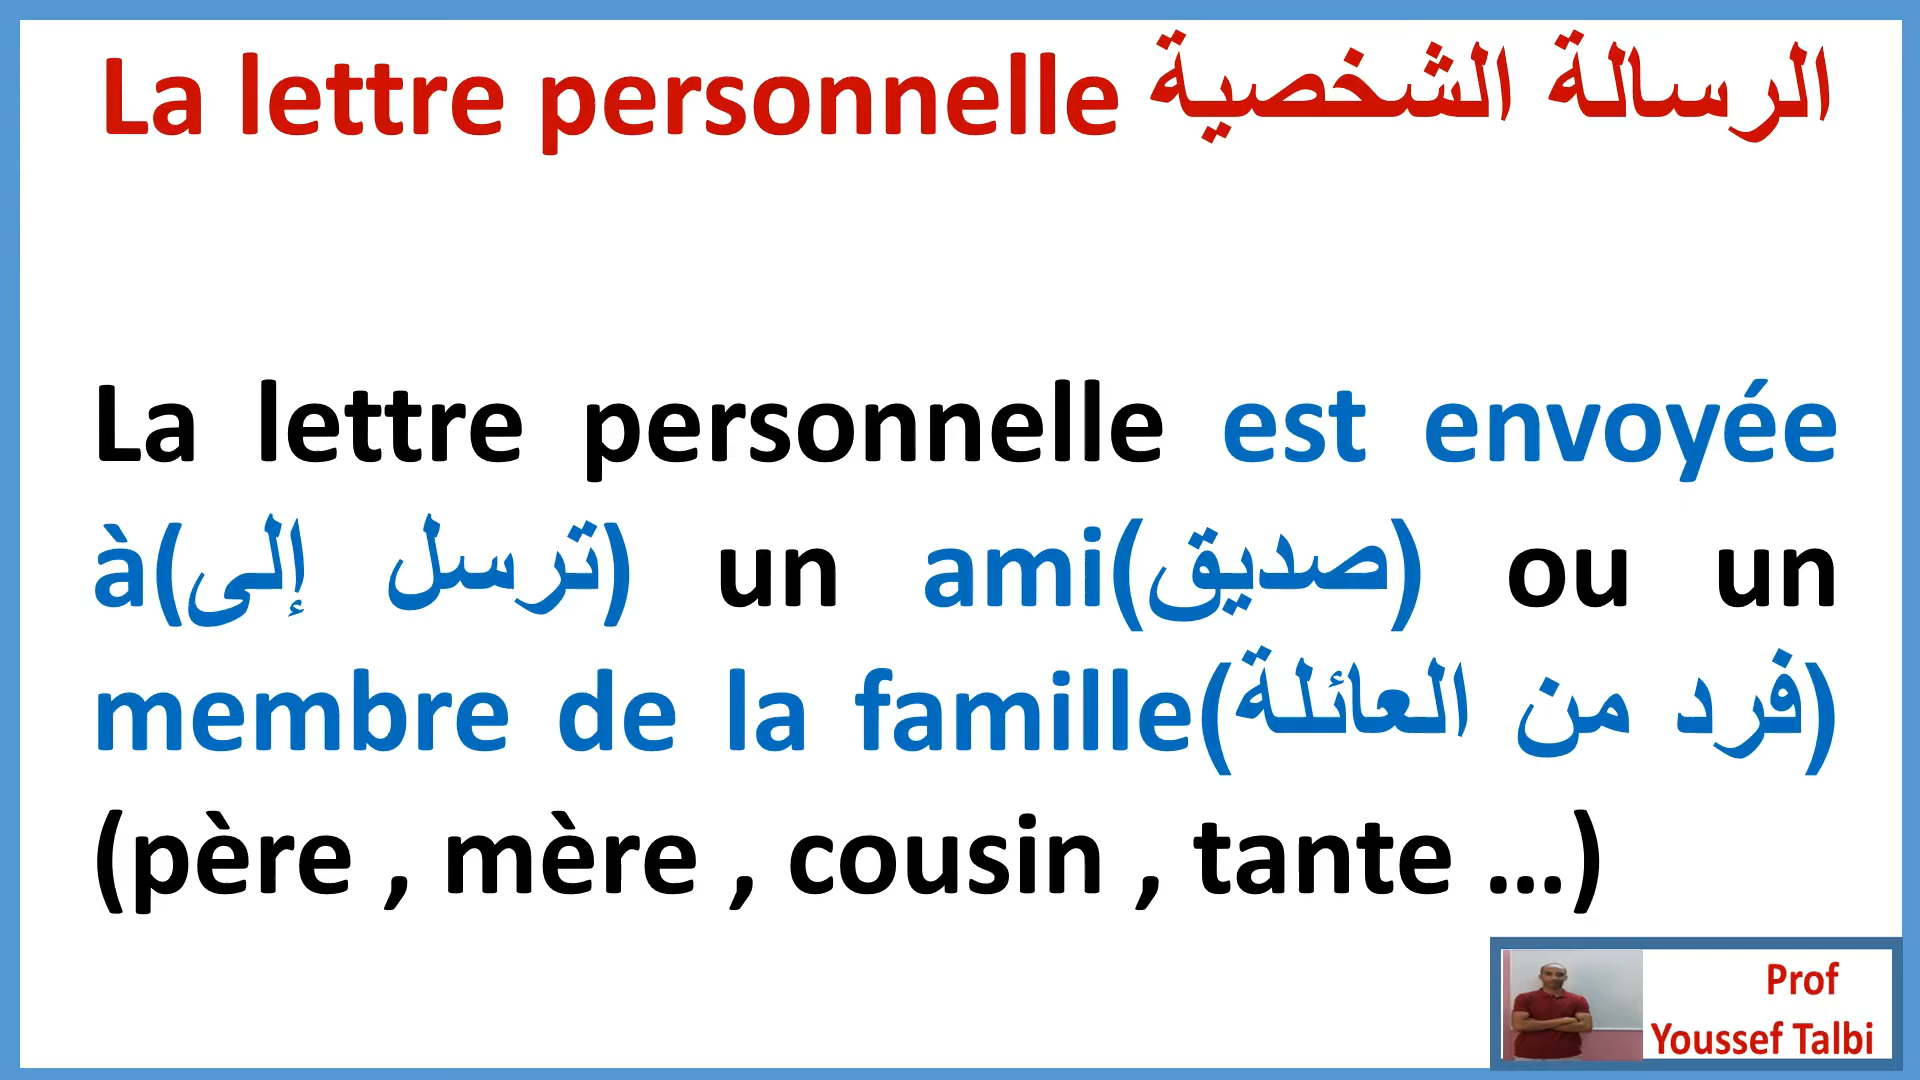 La lettre personnelle الرسالة الشخصية
La lettre personnelle est envoyée
à(ترسل إلى) un ami(صديق) ou un
membre de la famille(فرد من العائلة)
(père , mère , cousin , tante ...)
Prof
Youssef Talbi